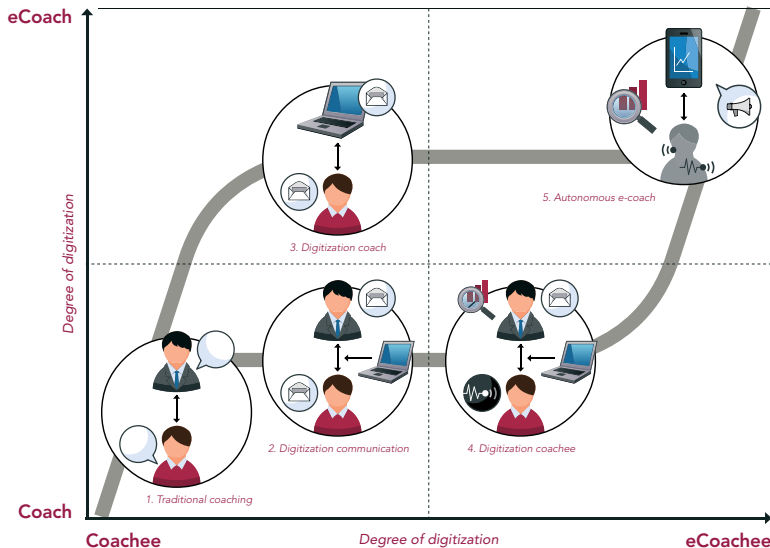 eCoach
5. Autonomous e-coach
3. Digitization coach
Degree of digitization
2. Digitization communication
4. Digitization coachee
1. Traditional coaching
Coach
Coachee
Degree of digitization
eCoachee